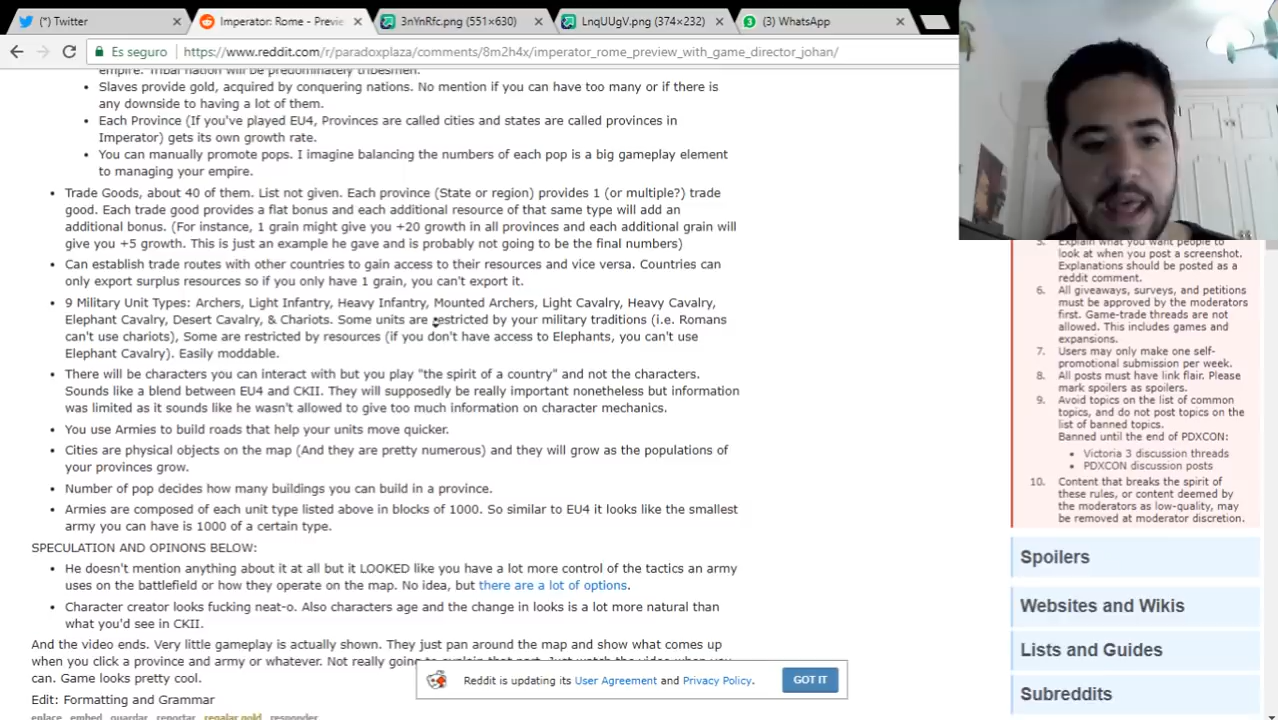 Twitter
Imperator: Rome - Previe
3nYnRfc.png (551×630)
LnqUUgV.png (374×232)
(3) WhatsApp
Es seguro
https://www.reddit.com/r/paradoxplaza/comments/8m2h4x/imperator_rome_preview_with_game_director_johan/
empire. Tribal nation will be predominately tribesmen.
Slaves provide gold, acquired by conquering nations. No mention if you can have too many or if there is
any downside to having a lot of them.
Each Province (If you've played EU4, Provinces are called cities and states are called provinces in
Imperator) gets its own growth rate.
You can manually promote pops. I imagine balancing the numbers of each pop is a big gameplay element
to managing your empire.
Trade Goods, about 40 of them. List not given. Each province (State or region) provides 1 (or multiple?) trade
good. Each trade good provides a flat bonus and each additional resource of that same type will add an
additional bonus. (For instance, 1 grain might give you +20 growth in all provinces and each additional grain will
give you +5 growth. This is just an example he gave and is probably not going to be the final numbers)
Can establish trade routes with other countries to gain access to their resources and vice versa. Countries can
only export surplus resources so if you only have 1 grain, you can't export it.
9 Military Unit Types: Archers, Light Infantry, Heavy Infantry, Mounted Archers, Light Cavalry, Heavy Cavalry,
Elephant Cavalry, Desert Cavalry, & Chariots. Some units are restricted by your military traditions (i.e. Romans
can't use chariots), Some are restricted by resources (if you don't have access to Elephants, you can't use
Elephant Cavalry). Easily moddable.
There will be characters you can interact with but you play "the spirit of a country" and not the characters.
Sounds like a blend between EU4 and CKII. They will supposedly be really important nonetheless but information
was limited as it sounds like he wasn't allowed to give too much information on character mechanics.
You use Armies to build roads that help your units move quicker.
Cities are physical objects on the map (And they are pretty numerous) and they will grow as the populations of
your provinces grow.
Number of pop decides how many buildings you can build in a province.
Armies are composed of each unit type listed above in blocks of 1000. So similar to EU4 it looks like the smallest
army you can have is 1000 of a certain type.
SPECULATION AND OPINONS BELOW:
He doesn't mention anything about it at all but it LOOKED like you have a lot more control of the tactics an army
uses on the battlefield or how they operate on the map. No idea, but there are a lot of options.
Character creator looks fucking neat-o. Also characters age and the change in looks is a lot more natural than
what you'd see in CKII.
And the video ends. Very little gameplay is actually shown. They just pan around the map and show what comes up
when you click a province and army or whatever. Not really going to explain that part. Just watch the video when you
can. Game looks pretty cool.
Edit: Formatting and Grammar
enlace embed guardar reportar regalar gold responder
Reddit is updating its User Agreement and Privacy Policy.
GOT IT
5. Explain what you want people to
look at when you post a screenshot.
Explanations should be posted as a
reddit comment.
6. All giveaways, surveys, and petitions
must be approved by the moderators
first. Game-trade threads are not
allowed. This includes games and
expansions.
7. Users may only make one self-
promotional submission per week.
8. All posts must have link flair. Please
mark spoilers as spoilers.
9. Avoid topics on the list of common
topics, and do not post topics on the
list of banned topics.
Banned until the end of PDXCON:
Victoria 3 discussion threads
PDXCON discussion posts
10. Content that breaks the spirit of
these rules, or content deemed by
the moderators as low-quality, may
be removed at moderator discretion.
Spoilers
Websites and Wikis
Lists and Guides
Subreddits